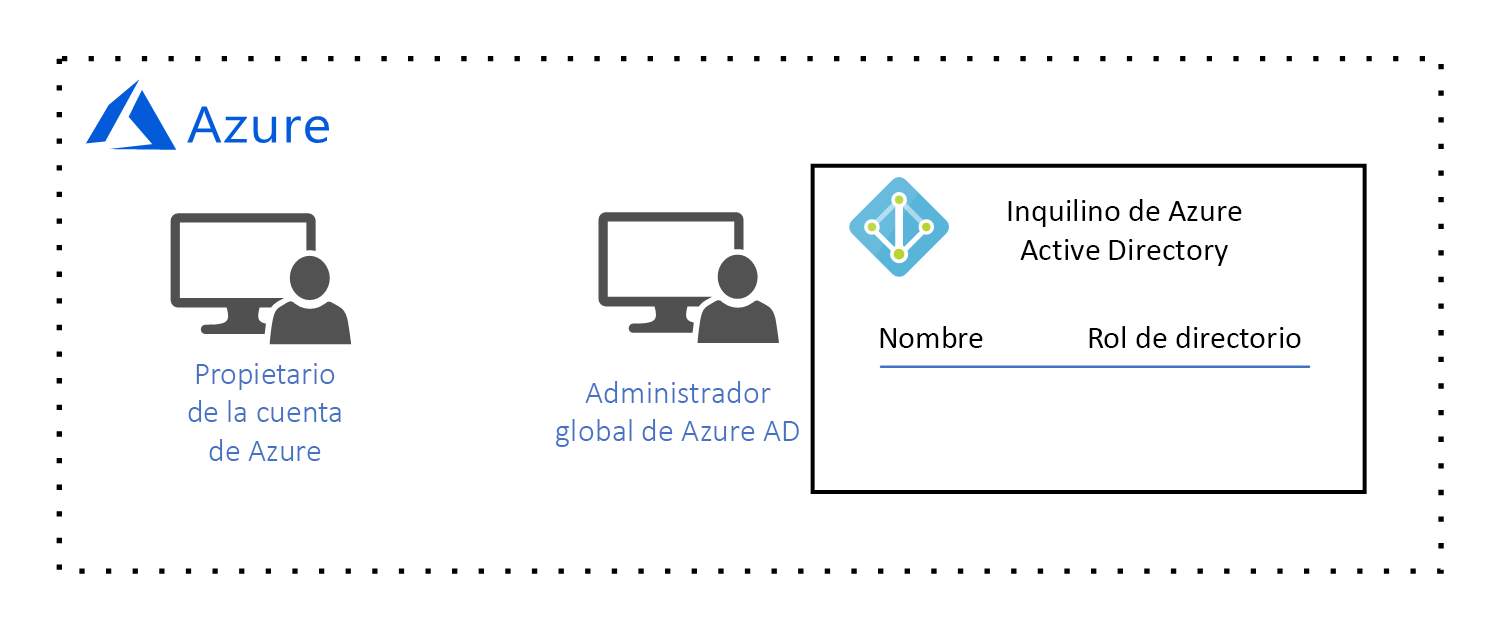 Azure
Propietario
de la cuenta
de Azure
Administrador
global de Azure AD
Inquilino de Azure
Active Directory
Nombre Rol de directorio